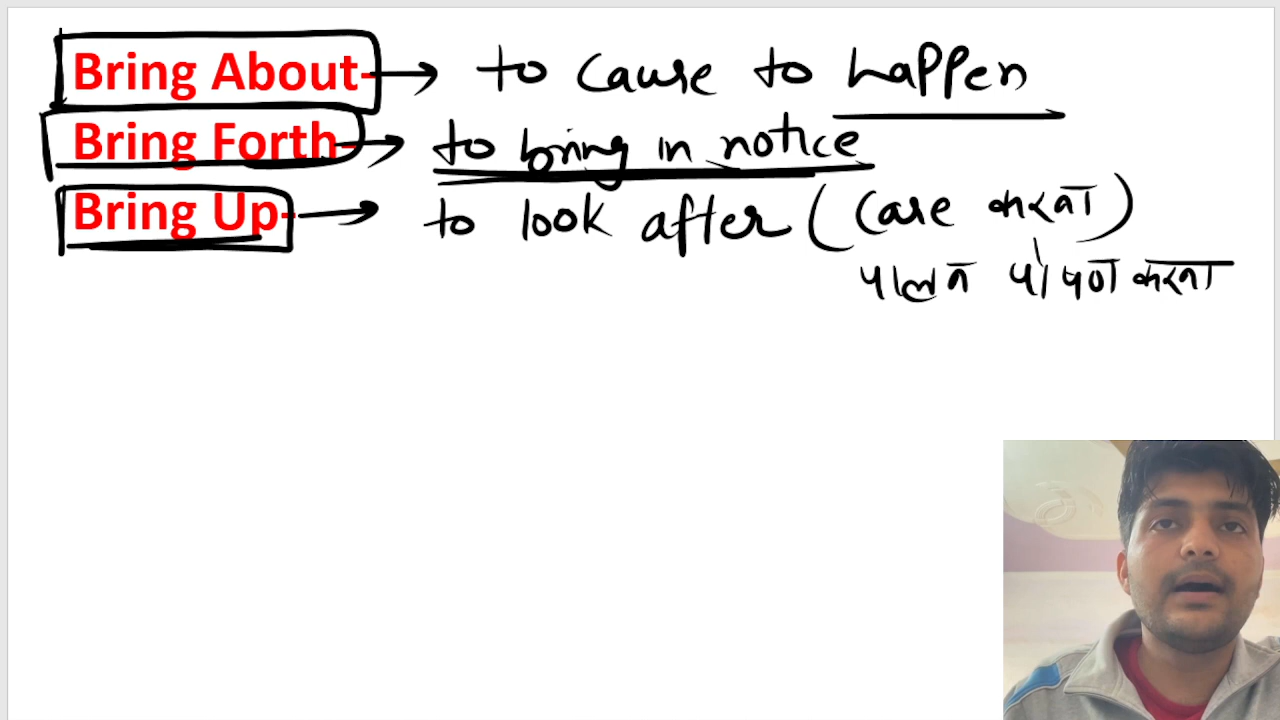 Bring About- → to cause to happen
Bring Forth- → to bring in notice
Bring Up- → to look after (Care करना)
पालन पोषण करना